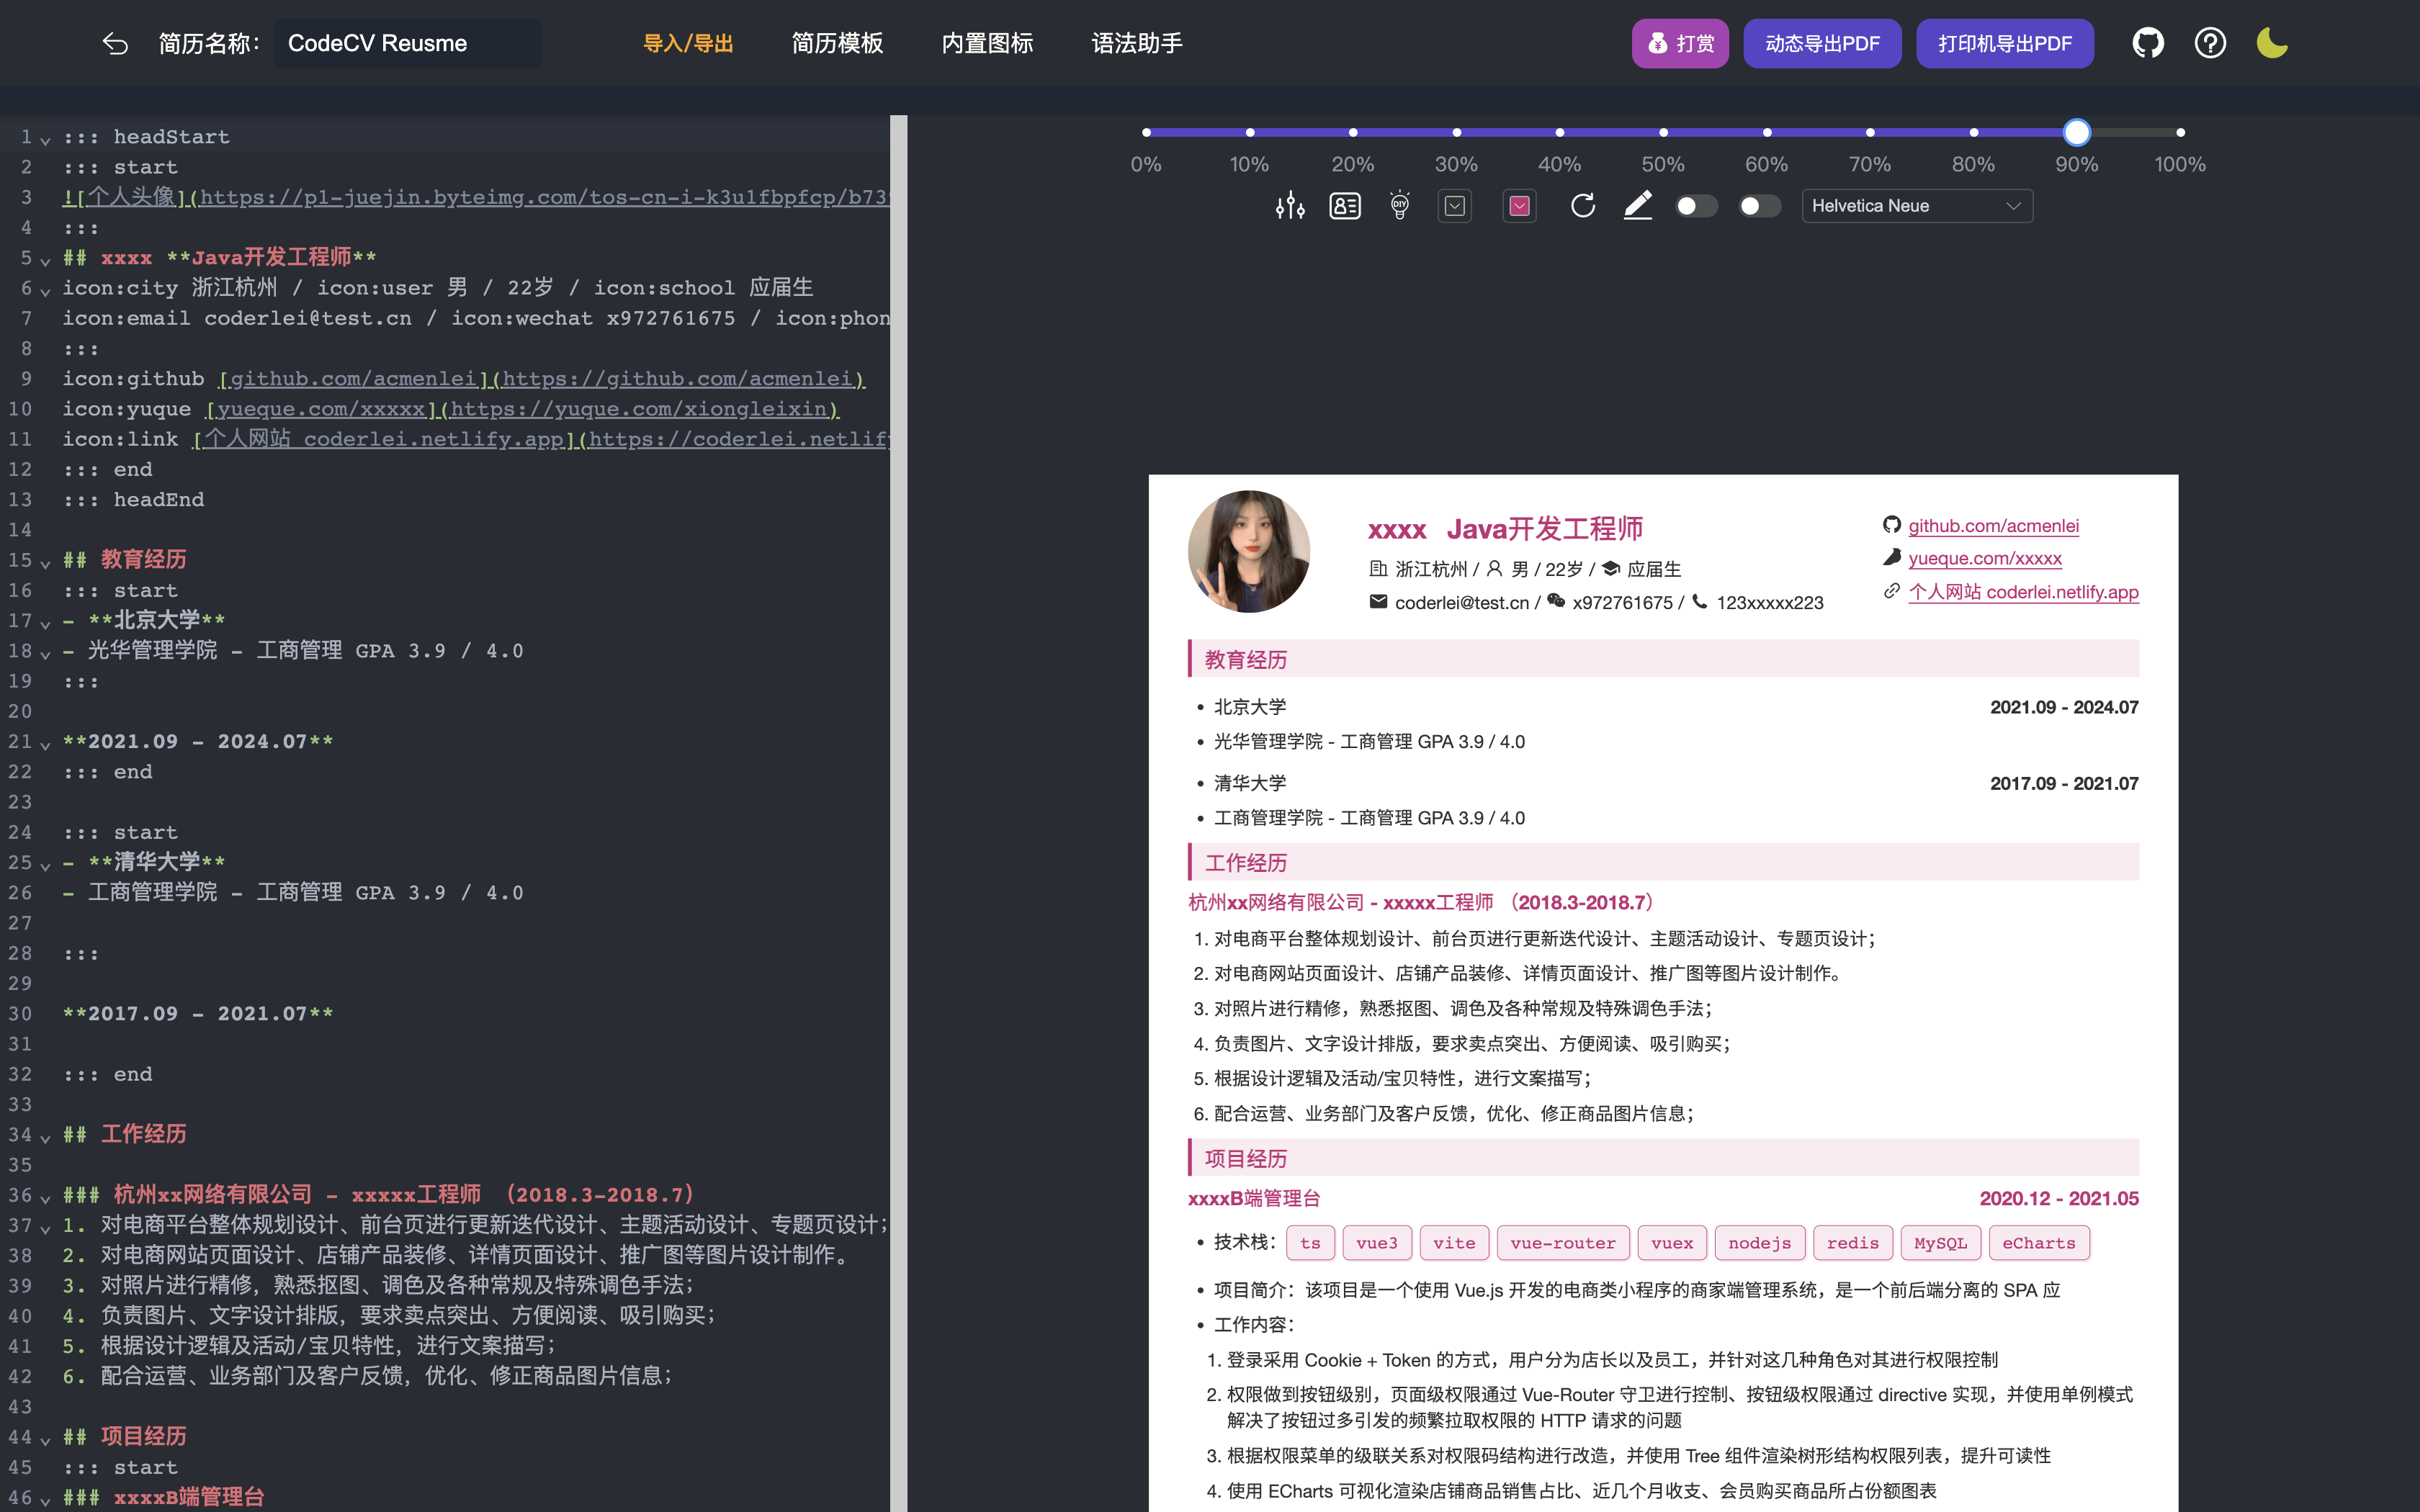 简历名称： CodeCV Reusme 导入/导出 简历模板 内置图标 语法助手 打赏 动态导出PDF 打印机导出PDF
1 ::: headStart
2 ::: start
3 ![个人头像](https://p1-juejin.byteimg.com/tos-cn-i-k3u1fbpfcp/b73
4 :::
5 ## xxxx **Java开发工程师**
6 icon:city 浙江杭州 / icon:user 男 / 22岁 / icon:school 应届生
7 icon:email coderlei@test.cn / icon:wechat x972761675 / icon:phon
8 :::
9 icon:github [github.com/acmenlei](https://github.com/acmenlei)
10 icon:yuque [yueque.com/xxxxx](https://yuque.com/xiongleixin)
11 icon:link [个人网站 coderlei.netlify.app](https://coderlei.netlify
12 ::: end
13 ::: headEnd
14
15 ## 教育经历
16 ::: start
17 - **北京大学**
18 - 光华管理学院 - 工商管理 GPA 3.9 / 4.0
19 :::
20
21 **2021.09 - 2024.07**
22 ::: end
23
24 ::: start
25 - **清华大学**
26 - 工商管理学院 - 工商管理 GPA 3.9 / 4.0
27
28 :::
29
30 **2017.09 - 2021.07**
31
32 ::: end
33
34 ## 工作经历
35
36 ### 杭州xx网络有限公司 - xxxxx工程师 （2018.3-2018.7）
37 1. 对电商平台整体规划设计、前台页进行更新迭代设计、主题活动设计、专题页设计；
38 2. 对电商网站页面设计、店铺产品装修、详情页面设计、推广图等图片设计制作。
39 3. 对照片进行精修，熟悉抠图、调色及各种常规及特殊调色手法；
40 4. 负责图片、文字设计排版，要求卖点突出、方便阅读、吸引购买；
41 5. 根据设计逻辑及活动/宝贝特性，进行文案描写；
42 6. 配合运营、业务部门及客户反馈，优化、修正商品图片信息；
43
44 ## 项目经历
45 ::: start
46 ### xxxxB端管理台
0% 10% 20% 30% 40% 50% 60% 70% 80% 90% 100%
DIY Helvetica Neue
xxxx Java开发工程师
浙江杭州 / 男 / 22岁 / 应届生
coderlei@test.cn / x972761675 / 123xxxxx223
github.com/acmenlei
yueque.com/xxxxx
个人网站 coderlei.netlify.app
教育经历
• 北京大学 2021.09 - 2024.07
• 光华管理学院 - 工商管理 GPA 3.9 / 4.0
• 清华大学 2017.09 - 2021.07
• 工商管理学院 - 工商管理 GPA 3.9 / 4.0
工作经历
杭州xx网络有限公司 - xxxxx工程师 （2018.3-2018.7）
1. 对电商平台整体规划设计、前台页进行更新迭代设计、主题活动设计、专题页设计；
2. 对电商网站页面设计、店铺产品装修、详情页面设计、推广图等图片设计制作。
3. 对照片进行精修，熟悉抠图、调色及各种常规及特殊调色手法；
4. 负责图片、文字设计排版，要求卖点突出、方便阅读、吸引购买；
5. 根据设计逻辑及活动/宝贝特性，进行文案描写；
6. 配合运营、业务部门及客户反馈，优化、修正商品图片信息；
项目经历
xxxxB端管理台 2020.12 - 2021.05
• 技术栈： ts vue3 vite vue-router vuex nodejs redis MySQL eCharts
• 项目简介：该项目是一个使用 Vue.js 开发的电商类小程序的商家端管理系统，是一个前后端分离的 SPA 应
• 工作内容：
1. 登录采用 Cookie + Token 的方式，用户分为店长以及员工，并针对这几种角色对其进行权限控制
2. 权限做到按钮级别，页面级权限通过 Vue-Router 守卫进行控制、按钮级权限通过 directive 实现，并使用单例模式
解决了按钮过多引发的频繁拉取权限的 HTTP 请求的问题
3. 根据权限菜单的级联关系对权限码结构进行改造，并使用 Tree 组件渲染树形结构权限列表，提升可读性
4. 使用 ECharts 可视化渲染店铺商品销售占比、近几个月收支、会员购买商品所占份额图表